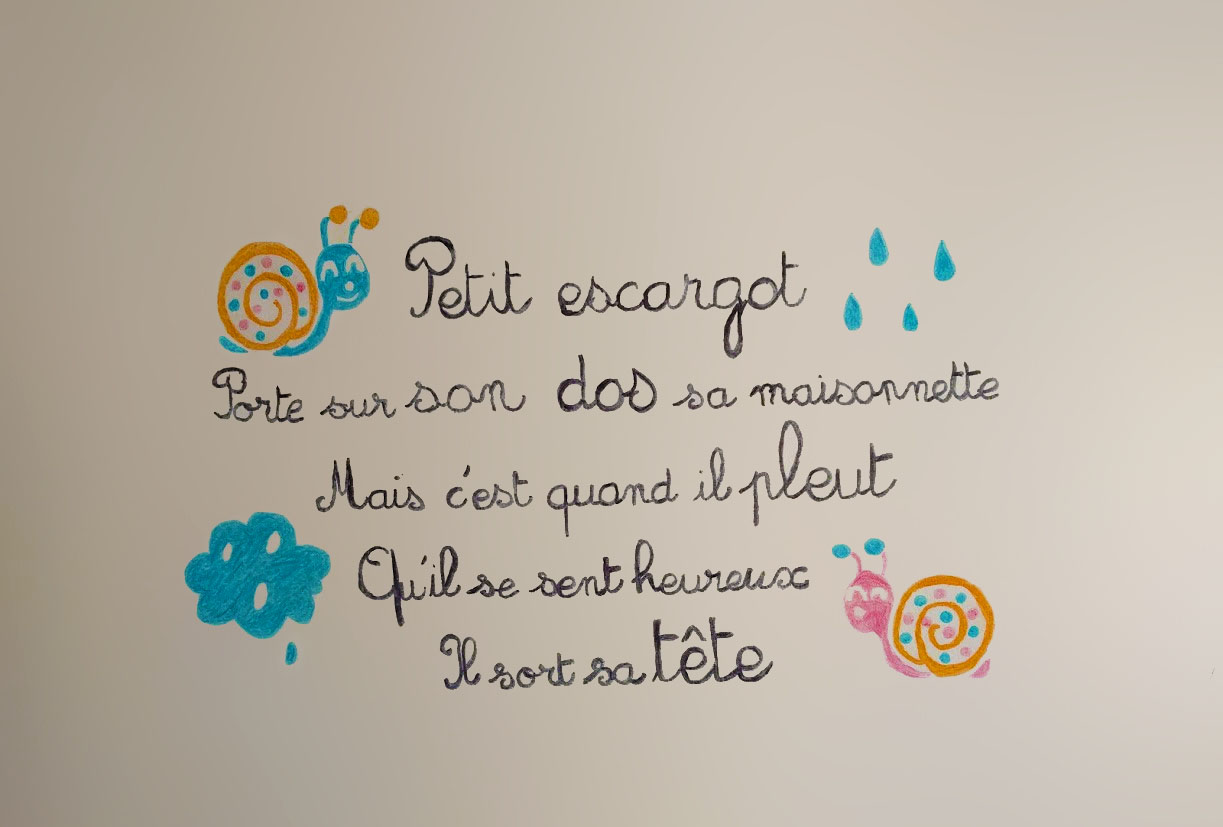 Petit escargot
Porte sur son dos sa maisonnette
Mais c'est quand il pleut
Qu'il se sent heureux
Il sort sa tête